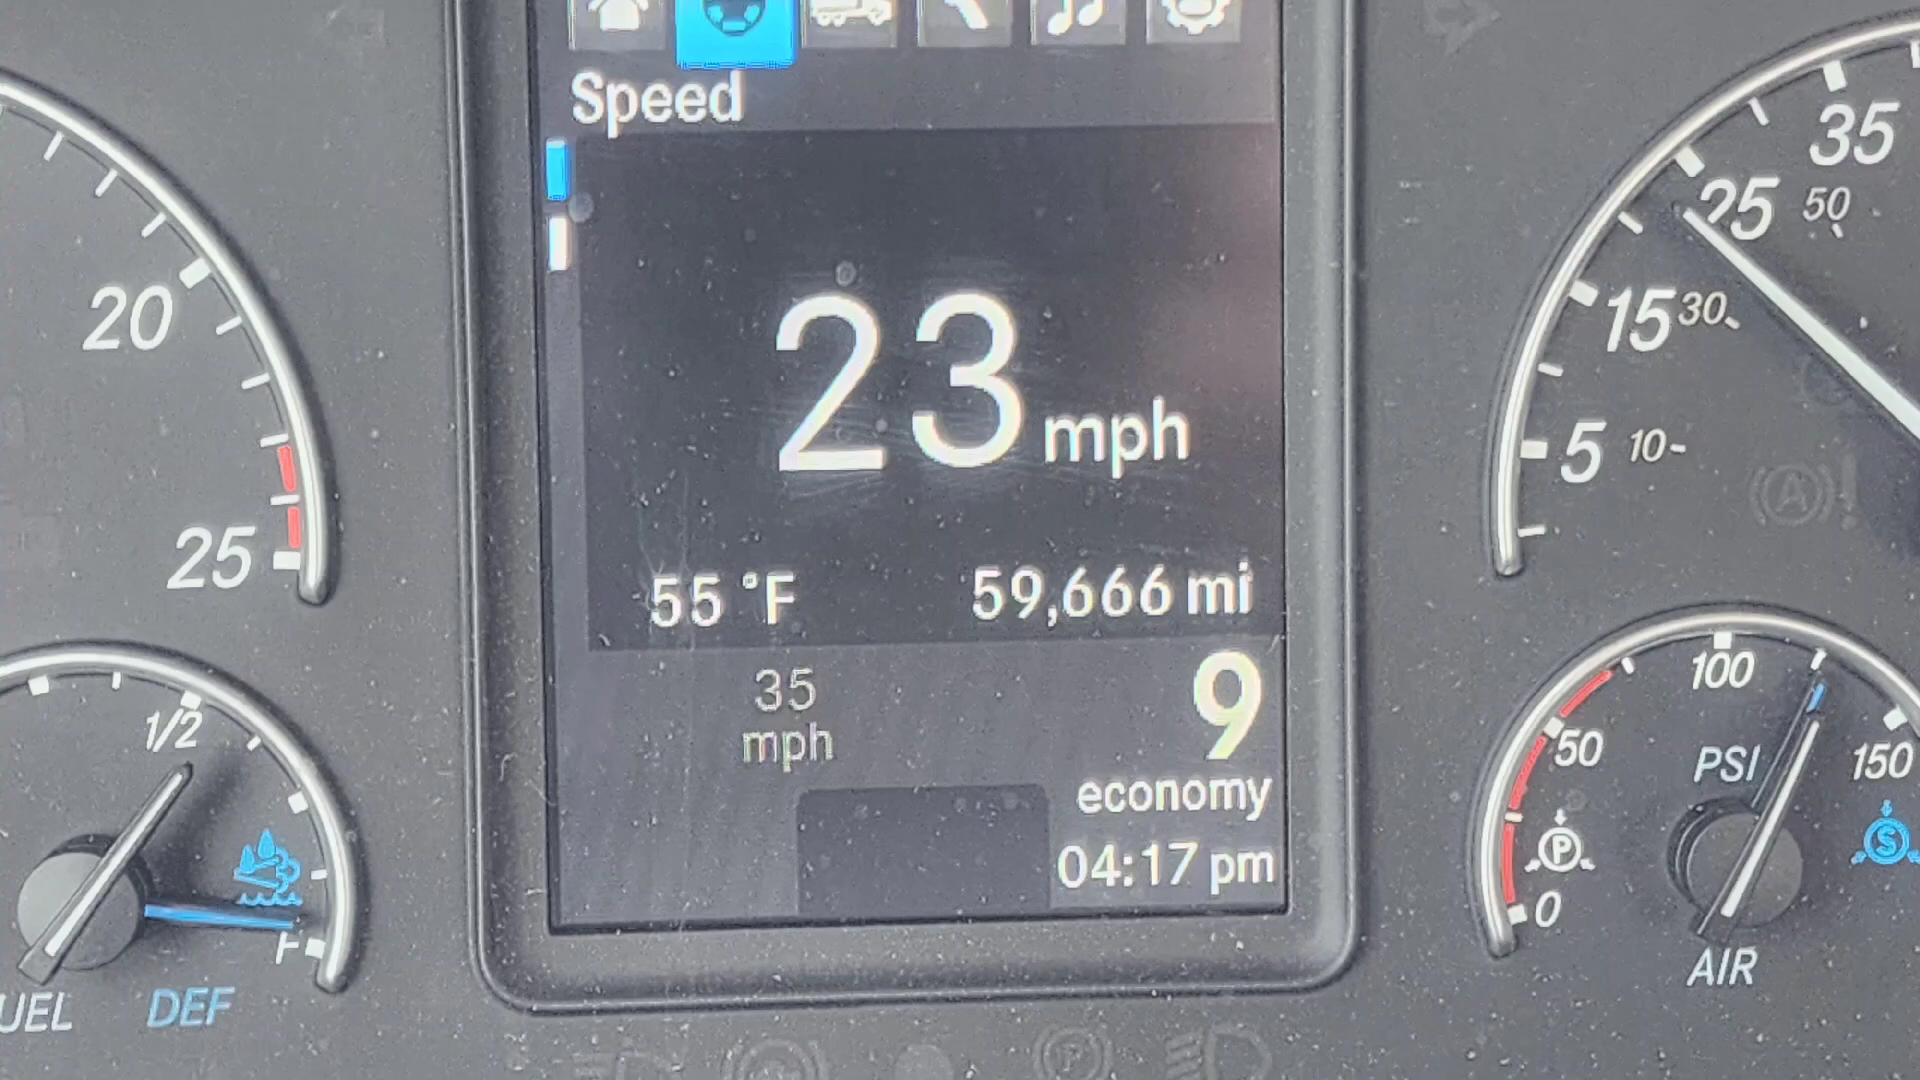 Speed
23 mph
55 °F 59,666 mi
35
mph
9
economy
04:17 pm
20
25
1/2
F
UEL DEF
35
25 50
15 30
5 10
100
50
PSI 150
P
S
0
AIR
A
P